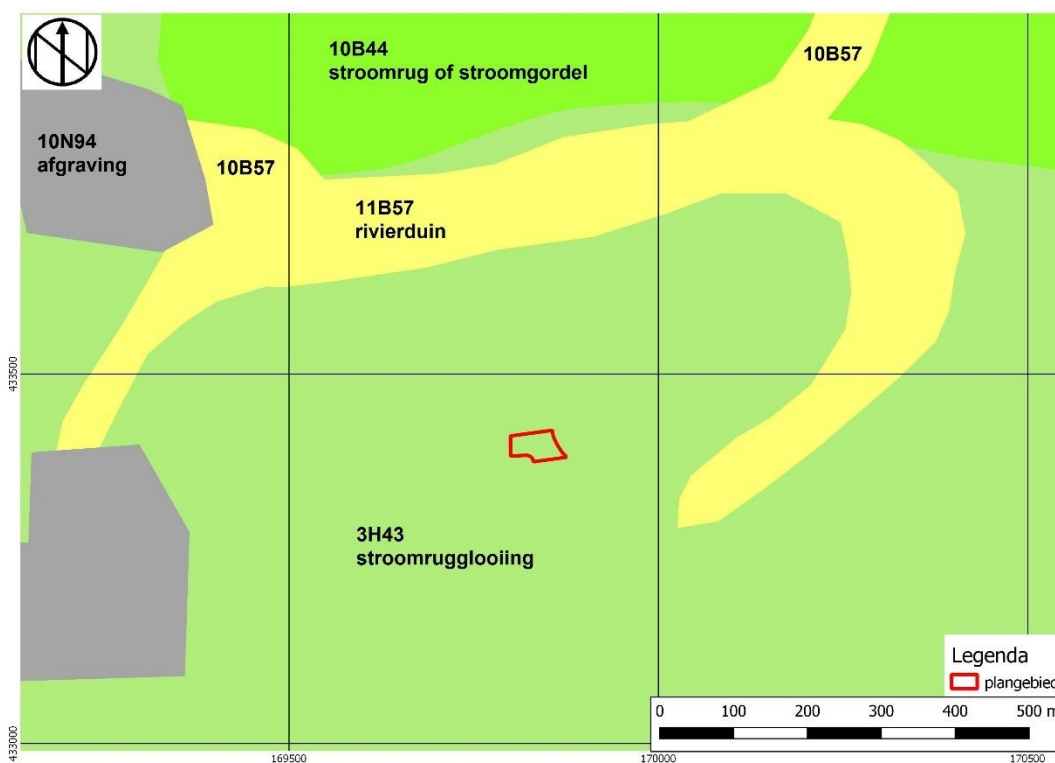 10B44
stroomrug of stroomgordel
10B57
10N94
afgraving
10B57
11B57
rivierduin
433500
3H43
stroomrugglooiing
Legenda
plangebied
0 100 200 300 400 500 m
433000
169500 170000 170500